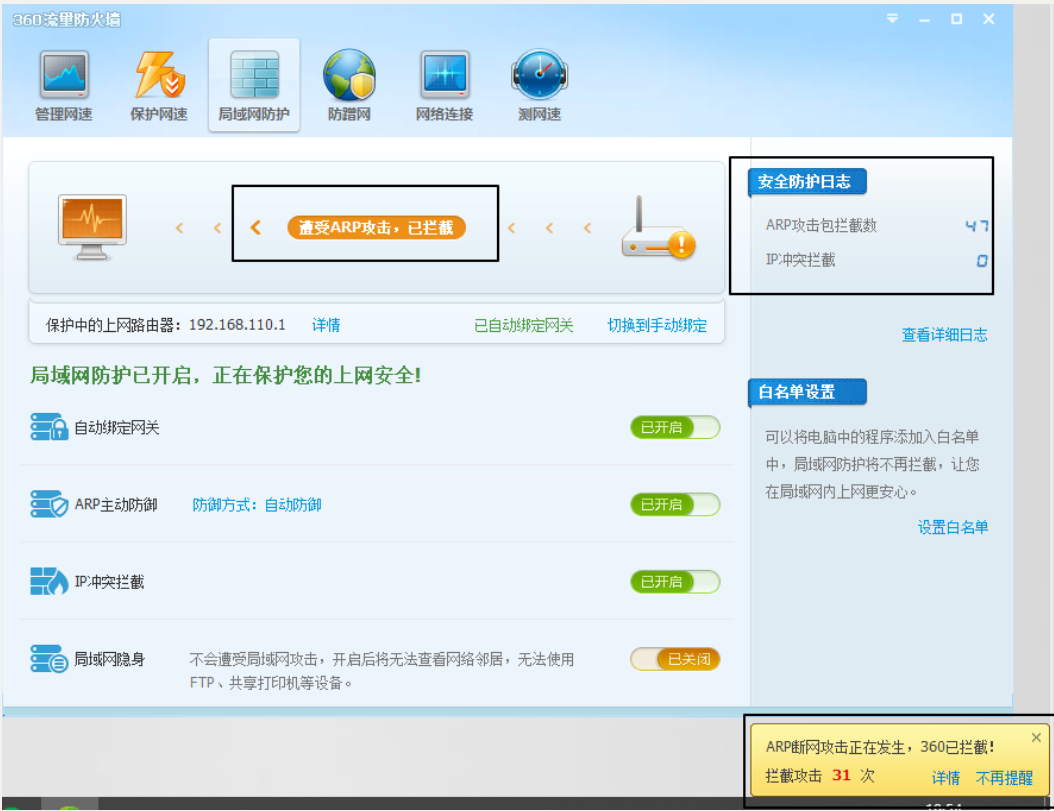 360流量防火墙
管理网速 保护网速 局域网防护 防蹭网 网络连接 测网速
遭受ARP攻击，已拦截
安全防护日志
ARP攻击包拦截数 47
IP冲突拦截 0
查看详细日志
保护中的上网路由器：192.168.110.1 详情 已自动绑定网关 切换到手动绑定
局域网防护已开启，正在保护您的上网安全!
自动绑定网关 已开启
ARP主动防御 防御方式：自动防御 已开启
IP冲突拦截 已开启
局域网隐身 不会遭受局域网攻击，开启后将无法查看网络邻居，无法使用
FTP、共享打印机等设备。
已关闭
白名单设置
可以将电脑中的程序添加入白名单
中，局域网防护将不再拦截，让您
在局域网内上网更安心。
设置白名单
ARP断网攻击正在发生，360已拦截!
拦截攻击 31 次 详情 不再提醒